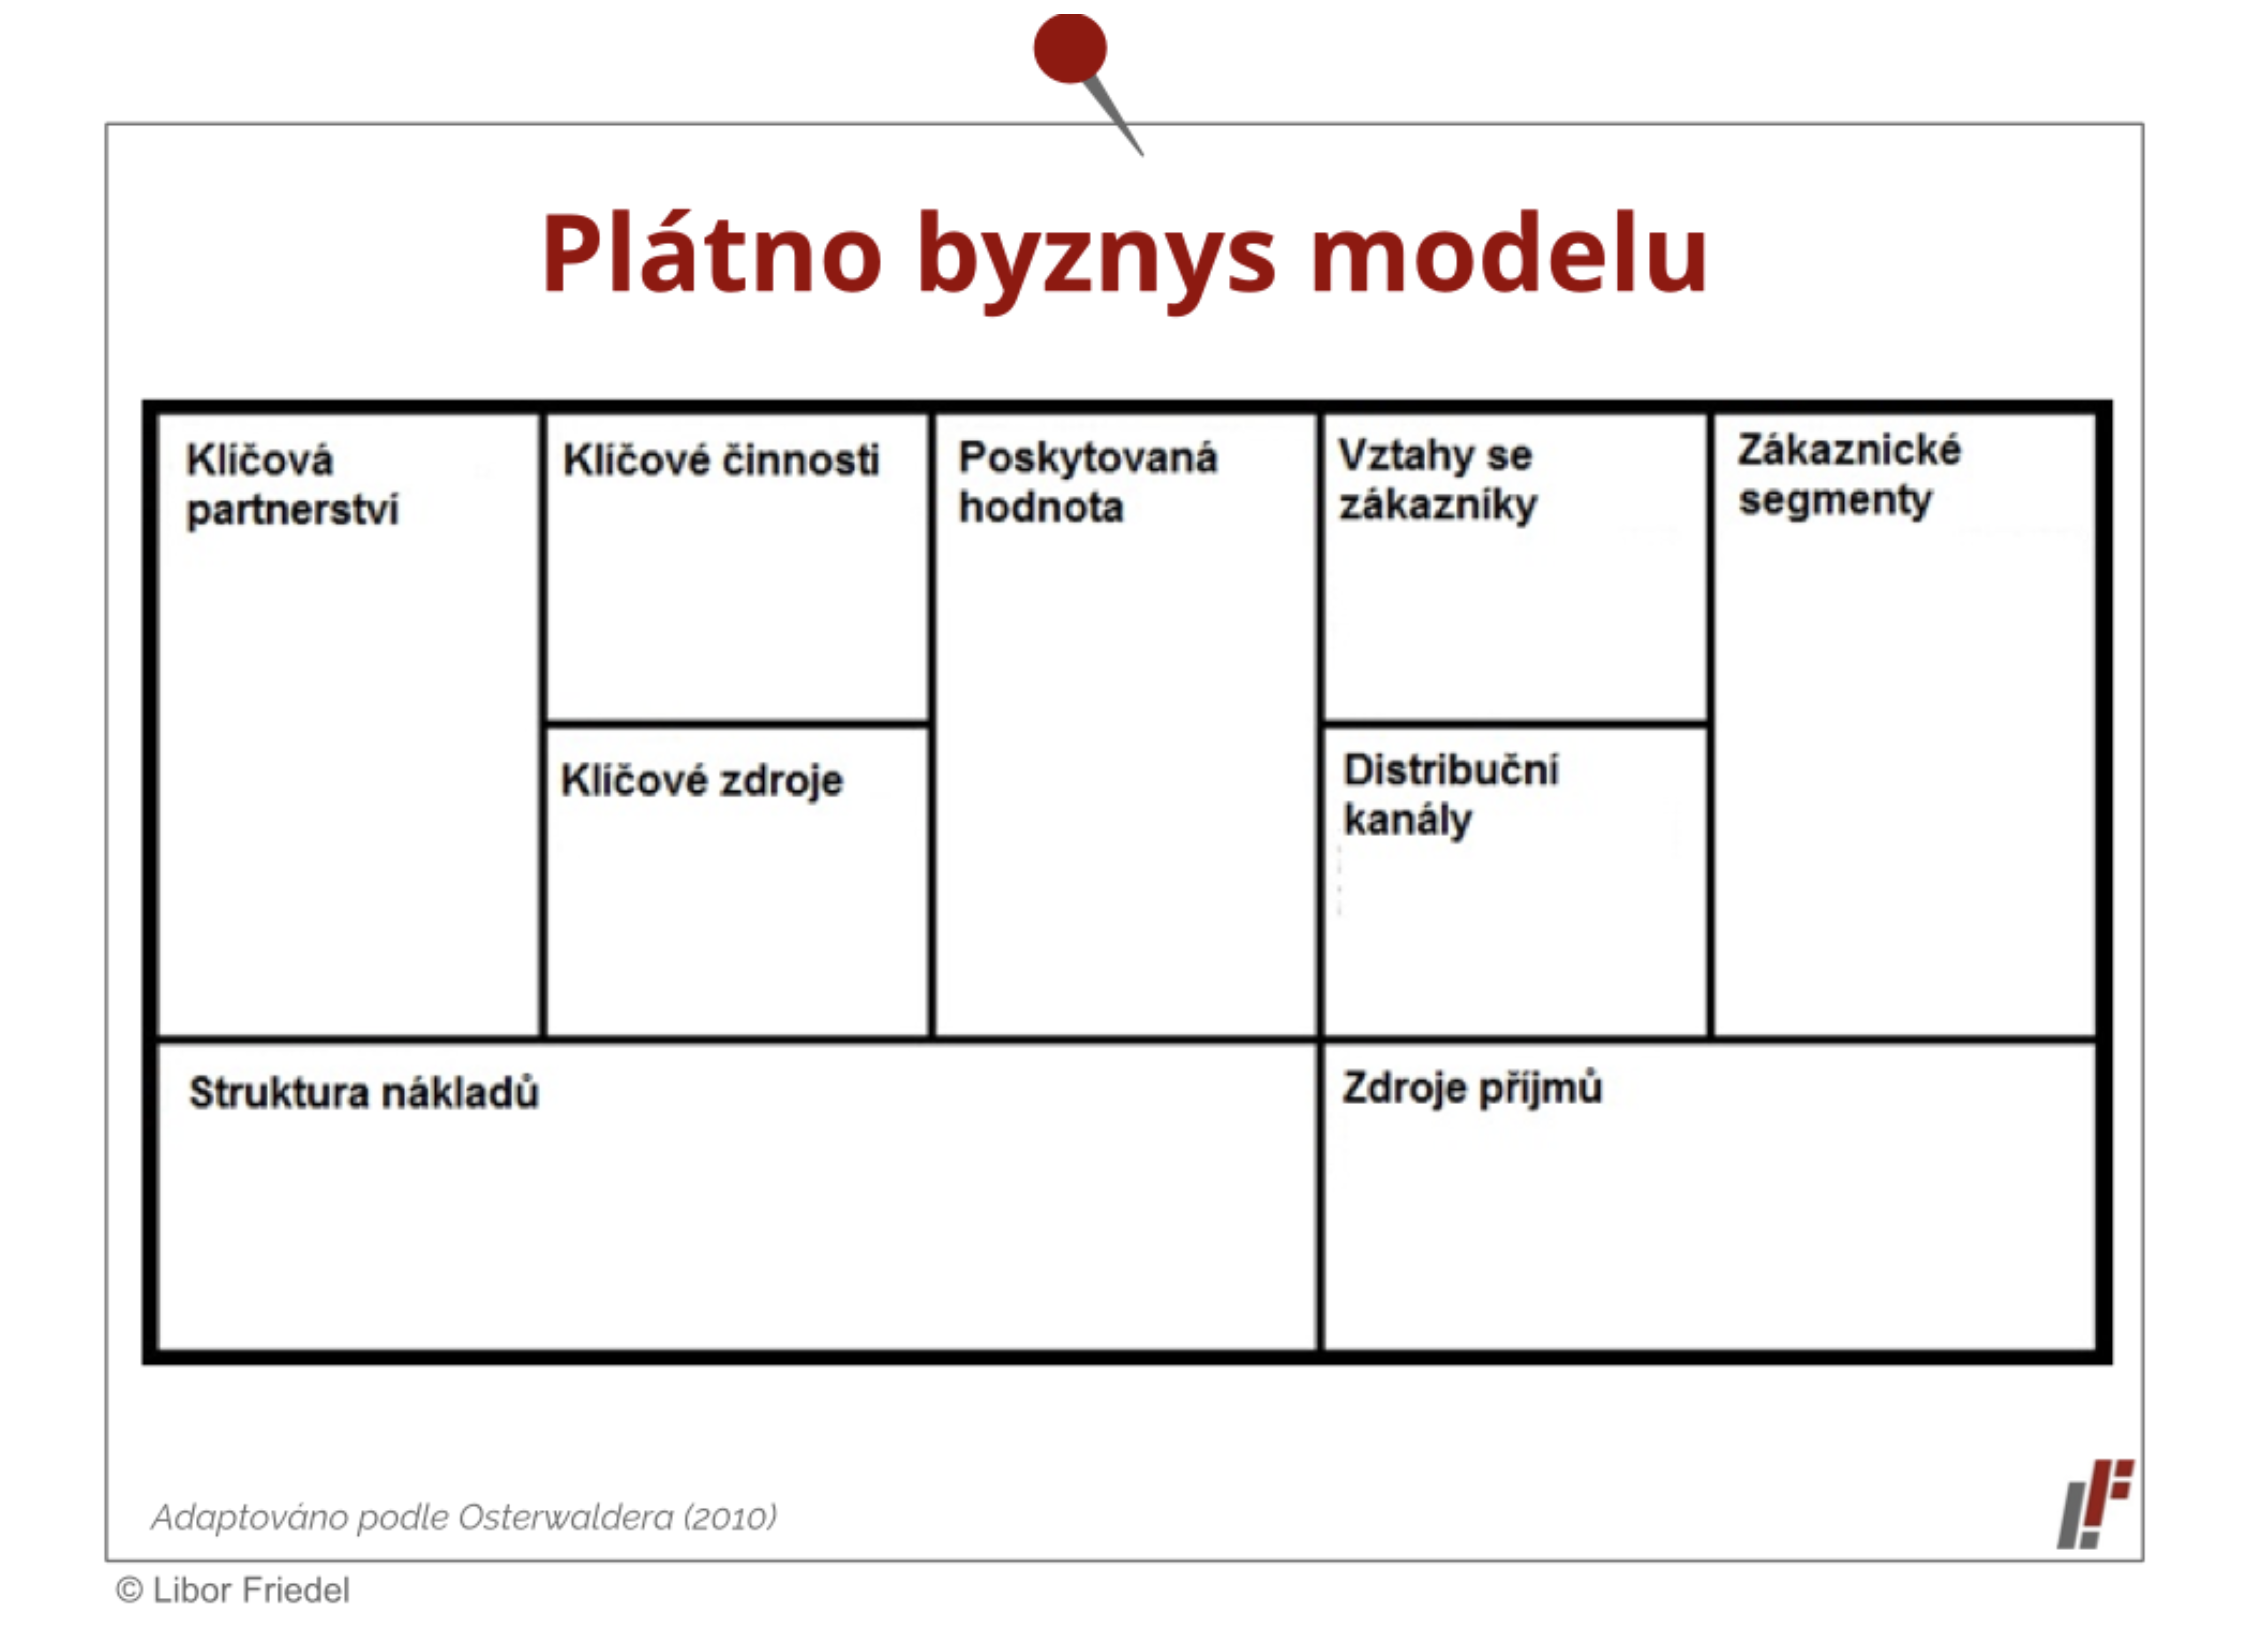 Plátno byznys modelu
Klíčová
partnerství
Klíčové činnosti
Klíčové zdroje
Poskytovaná
hodnota
Vztahy se
zákazníky
Distribuční
kanály
Zákaznické
segmenty
Struktura nákladů
Zdroje příjmů
Adaptováno podle Osterwaldera (2010)
© Libor Friedel